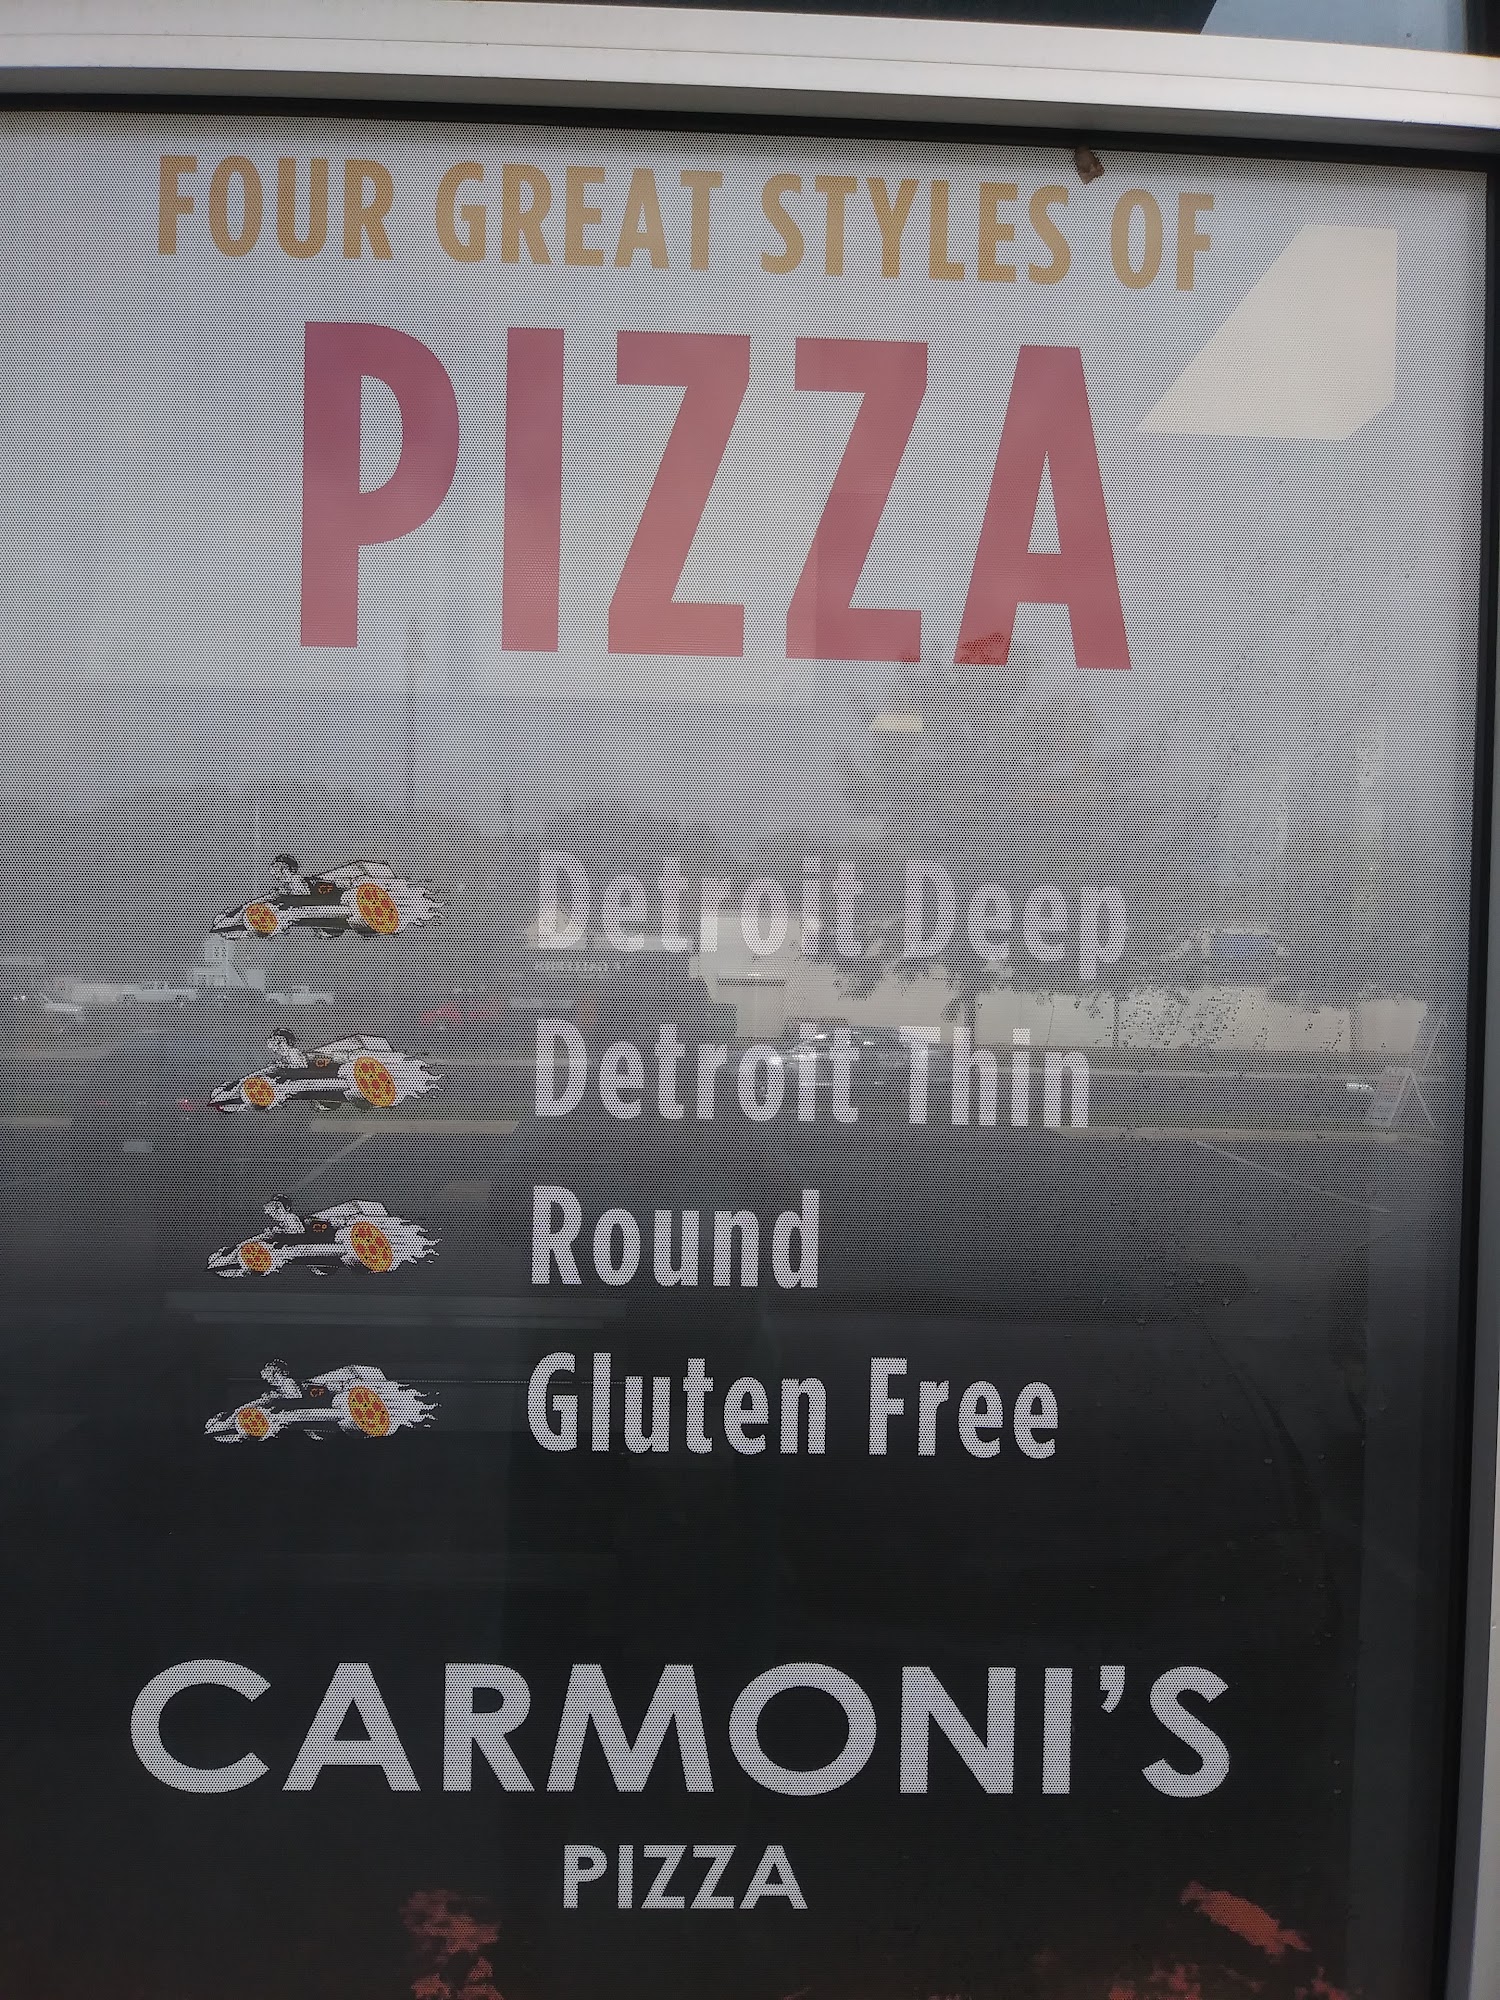 FOUR GREAT STYLES OF
PIZZA
Detroit Deep
Detroit Thin
Round
Gluten Free
CARMONI'S
PIZZA